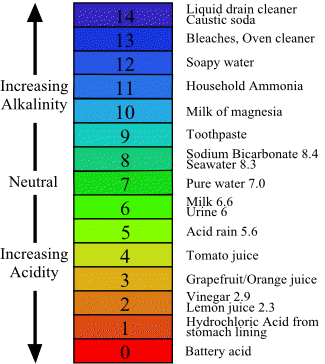 14 Liquid drain cleaner
Caustic soda
13 Bleaches, Oven cleaner
12 Soapy water
Increasing
Alkalinity
11 Household Ammonia
10 Milk of magnesia
9 Toothpaste
8 Sodium Bicarbonate 8.4
Seawater 8.3
Neutral
7 Pure water 7.0
6 Milk 6.6
Urine 6
5 Acid rain 5.6
Increasing
Acidity
4 Tomato juice
3 Grapefruit/Orange juice
2 Vinegar 2.9
Lemon juice 2.3
1 Hydrochloric Acid from
stomach lining
0 Battery acid